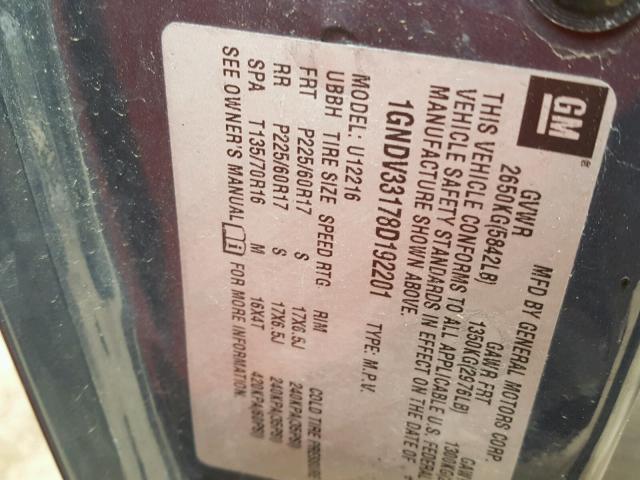 GM
MFD BY GENERAL MOTORS CORP
GVWR GAWR FRT
2650KG(5842LB) 1350KG(2976LB)
THIS VEHICLE CONFORMS TO ALL APPLICABLE U.S. FEDERAL
VEHICLE SAFETY STANDARDS IN EFFECT ON THE DATE OF
MANUFACTURE SHOWN ABOVE.
1GNDV33178D192201 TYPE: M.P.V.
MODEL: U12216
UBBH TIRE SIZE SPEED RTG. RIM COLD TIRE PRESSURE
FRT P225/60R17 S 17X6.5J 240KPA(35PSI)
RR P225/60R17 S 17X6.5J 240KPA(35PSI)
SPA T135/70R16 M 16X4T 420KPA(60PSI)
SEE OWNER'S MANUAL FOR MORE INFORMATION.